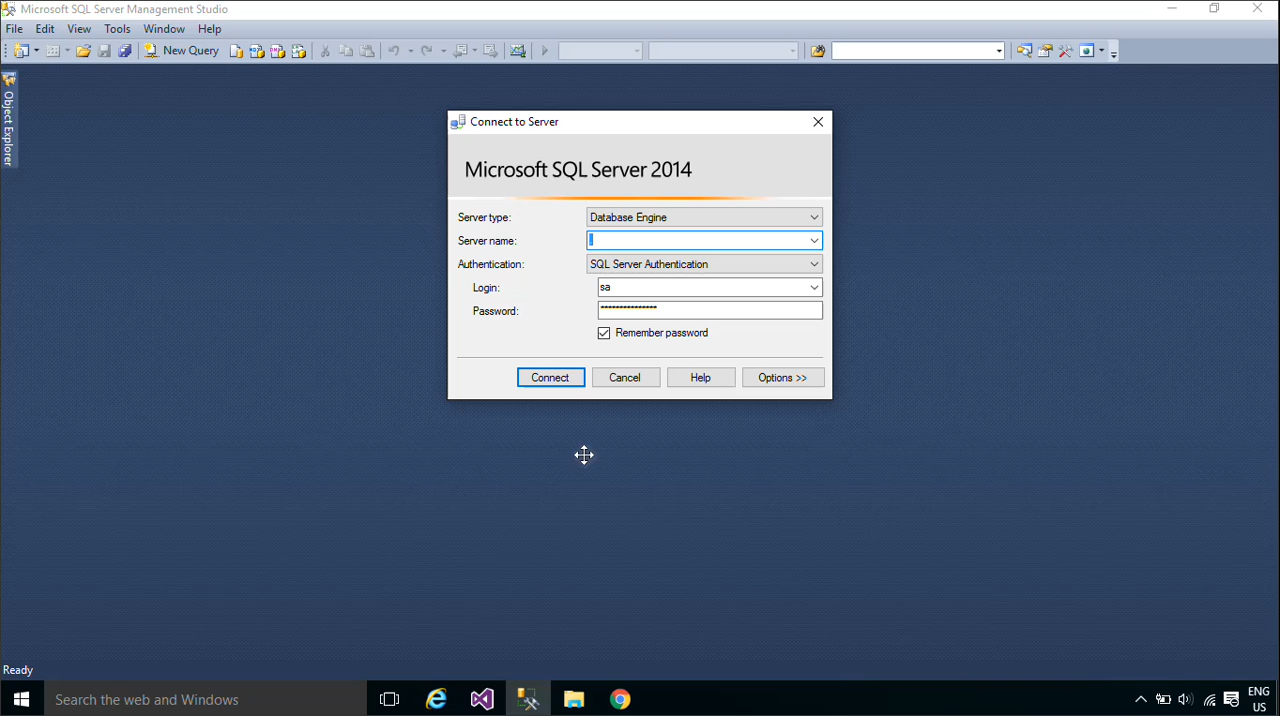 Microsoft SQL Server Management Studio
File Edit View Tools Window Help
New Query
Object Explorer
Connect to Server
Microsoft SQL Server 2014
Server type: Database Engine
Server name: .
Authentication: SQL Server Authentication
Login: sa
Password: ***************
Remember password
Connect Cancel Help Options >>
Ready
Search the web and Windows
ENG
US